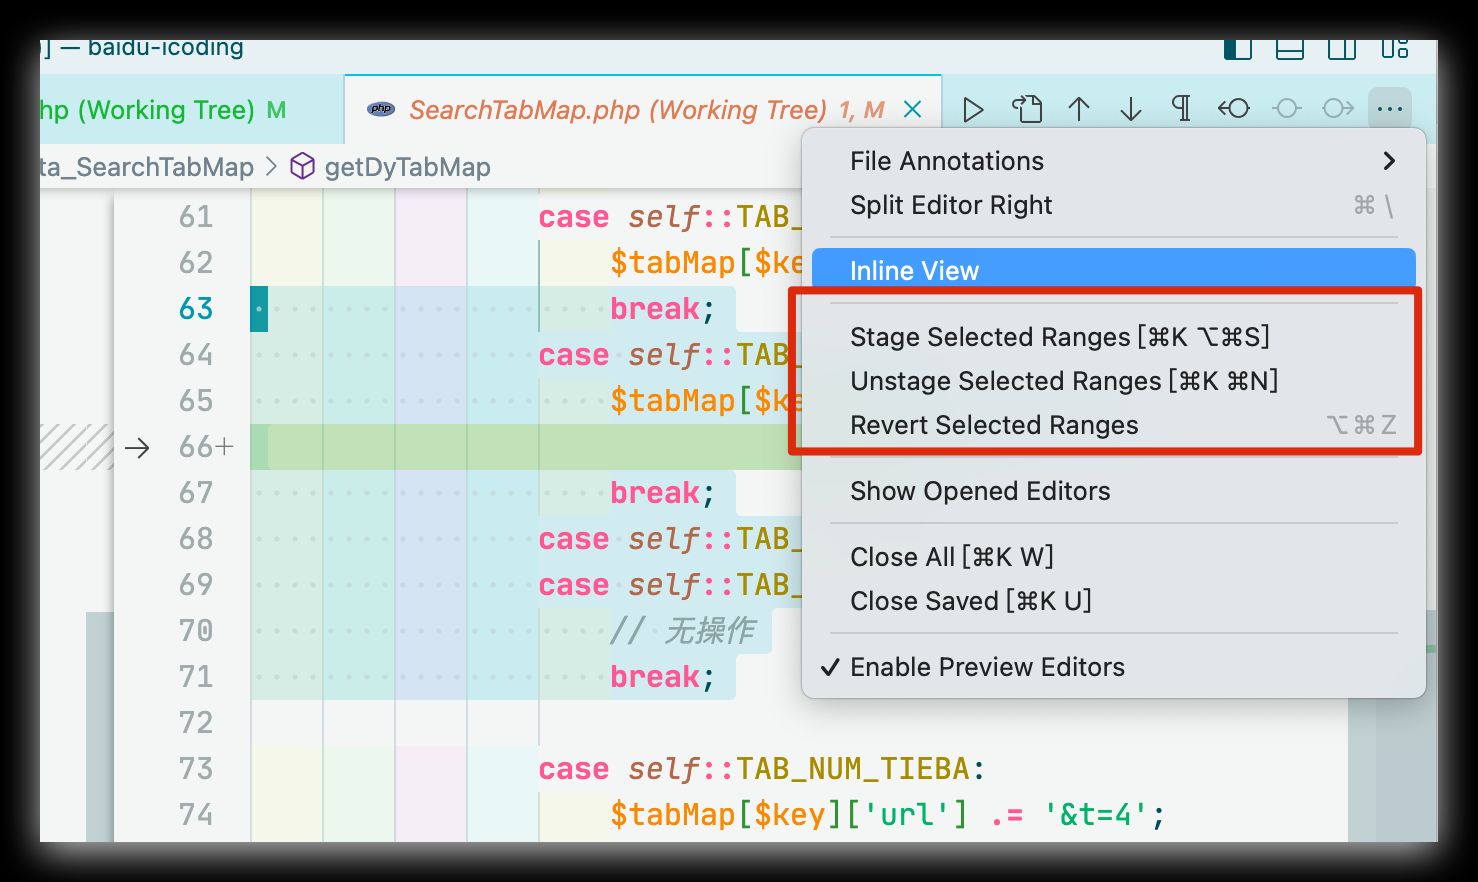 ] — baidu-icoding
hp (Working Tree) M
php SearchTabMap.php (Working Tree) 1, M
ta_SearchTabMap > getDyTabMap
61 case self::TAB_
62 $tabMap[$ke
63 break;
64 case self::TAB_
65 $tabMap[$ke
66+
67 break;
68 case self::TAB_
69 case self::TAB_
70 // 无操作
71 break;
72
73 case self::TAB_NUM_TIEBA:
74 $tabMap[$key]['url'] .= '&t=4';
File Annotations
Split Editor Right ⌘ \
Inline View
Stage Selected Ranges [⌘K ⌥⌘S]
Unstage Selected Ranges [⌘K ⌘N]
Revert Selected Ranges ⌥⌘Z
Show Opened Editors
Close All [⌘K W]
Close Saved [⌘K U]
✓ Enable Preview Editors